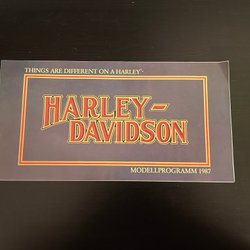 THINGS ARE DIFFERENT ON A HARLEY.
HARLEY-
DAVIDSON
MODELLPROGRAMM 1987